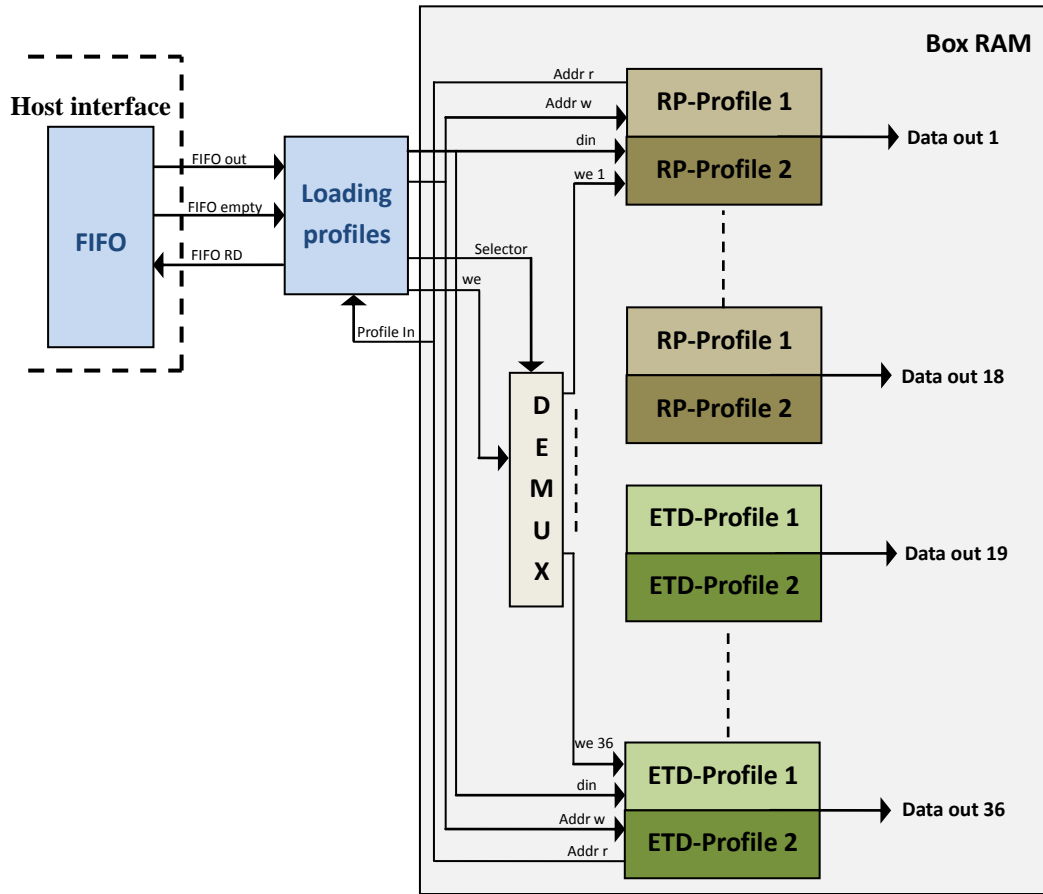 Box RAM
Host interface
FIFO
FIFO out
FIFO empty
FIFO RD
Loading
profiles
Profile In
Addr r
Addr w
din
we 1
Selector
we
D
E
M
U
X
RP-Profile 1
RP-Profile 2
Data out 1
RP-Profile 1
RP-Profile 2
Data out 18
ETD-Profile 1
ETD-Profile 2
Data out 19
we 36
din
Addr w
Addr r
ETD-Profile 1
ETD-Profile 2
Data out 36